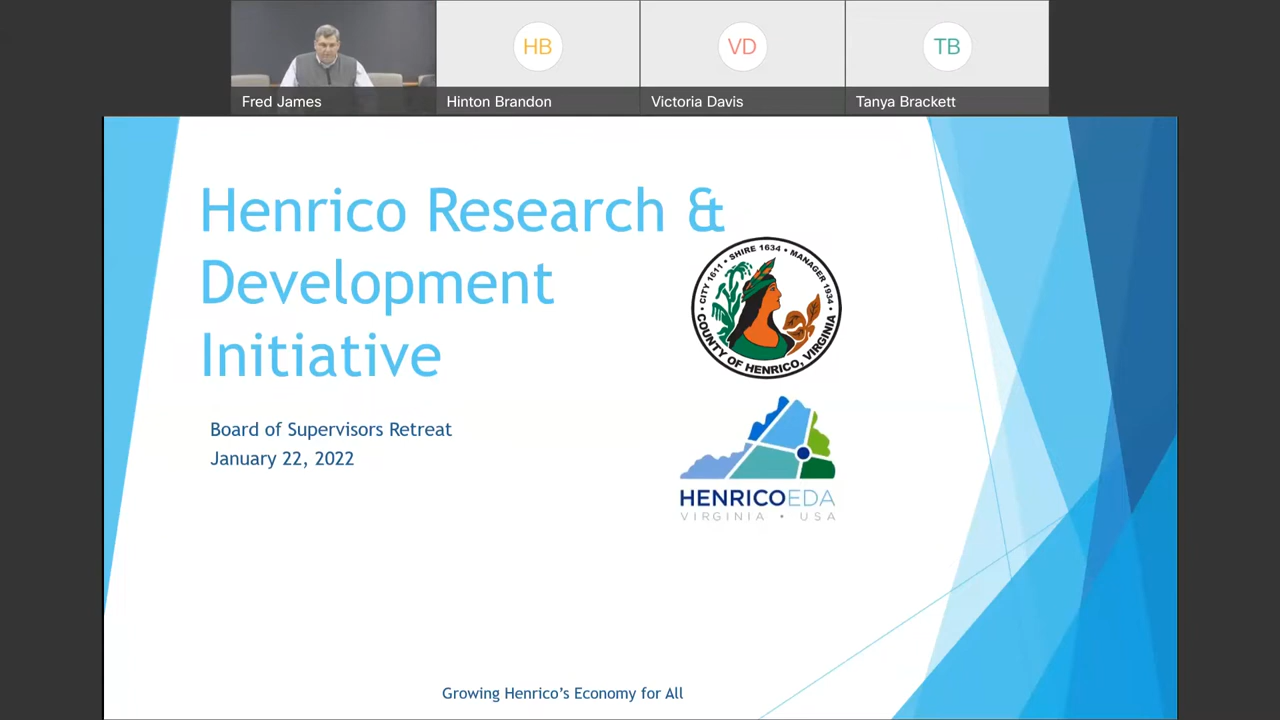 HB
VD
TB
Fred James
Hinton Brandon
Victoria Davis
Tanya Brackett
Henrico Research &
Development
Initiative
CITY 1611 • SHIRE 1634 • MANAGER 1934
• COUNTY OF HENRICO, VIRGINIA •
Board of Supervisors Retreat
January 22, 2022
HENRICOEDA
VIRGINIA • USA
Growing Henrico's Economy for All